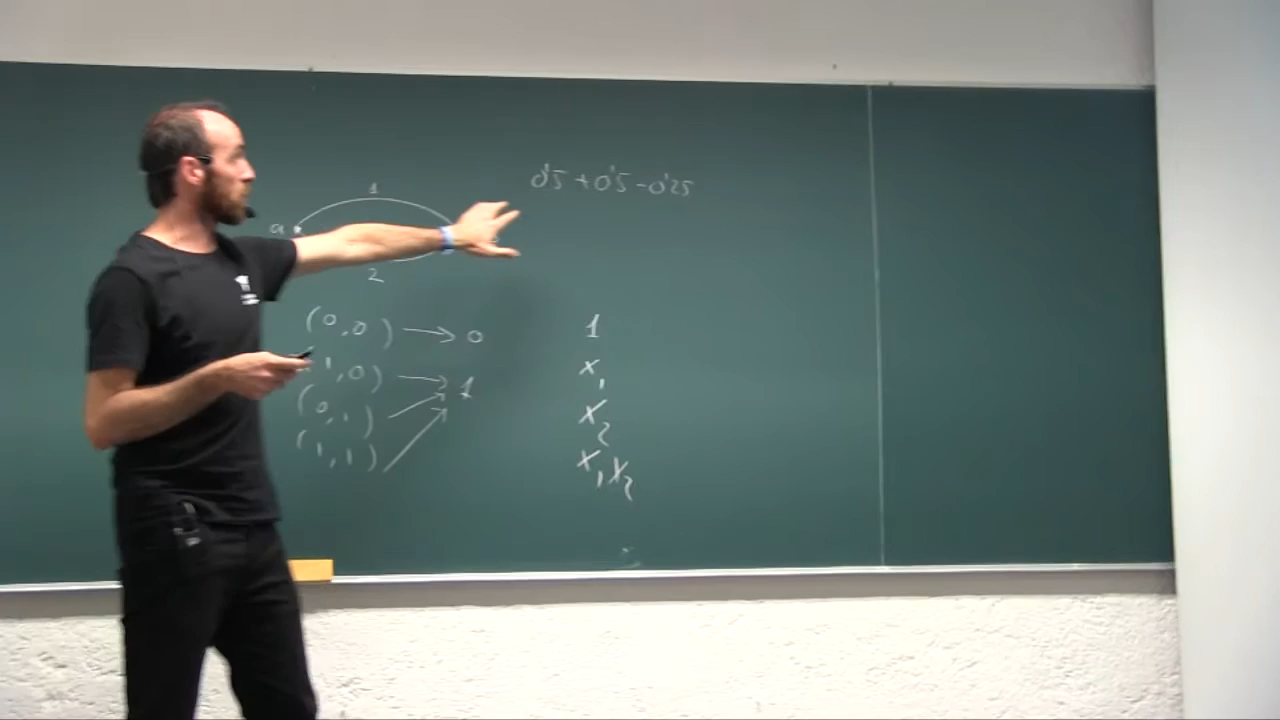 0'5 + 0'5 - 0'25
1
a
2
(0,0) → 0
(1,0) → 1
(0,1)
(1,1)
1
x₁
x₂
x₁x₂